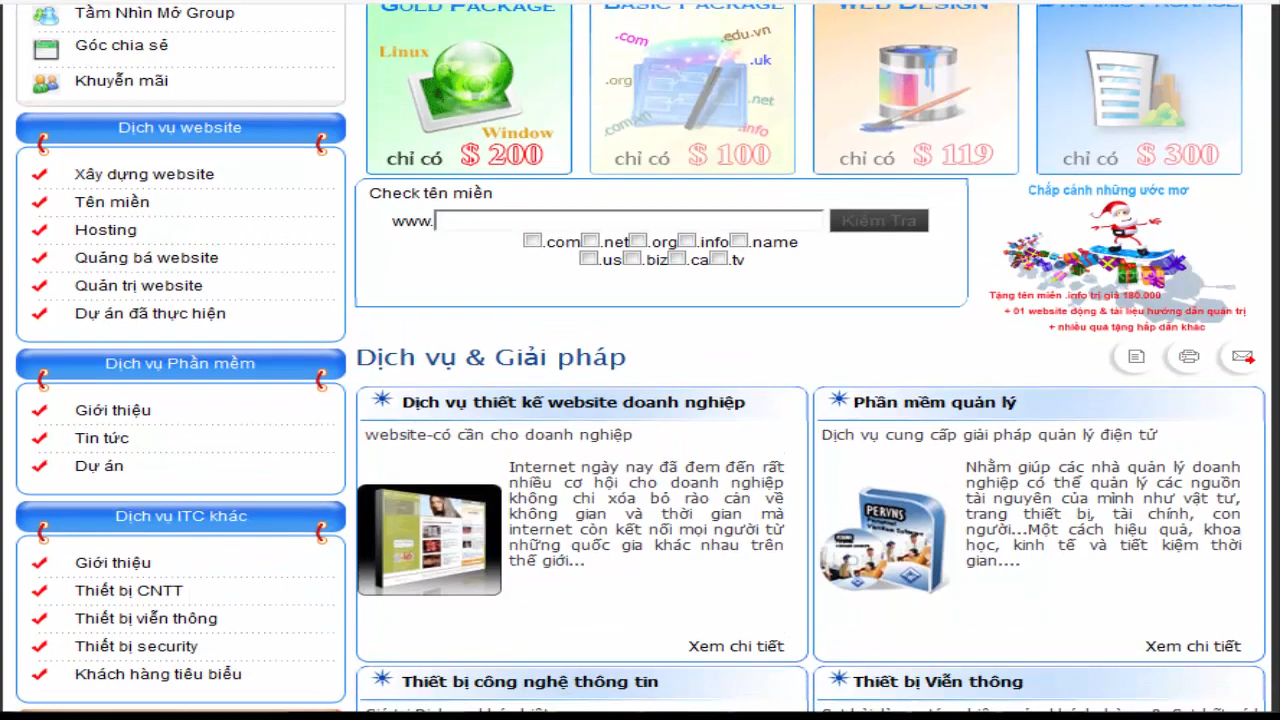 Tầm Nhìn Mở Group
Góc chia sẻ
Khuyễn mãi
Dịch vụ website
Xây dựng website
Tên miền
Hosting
Quảng bá website
Quản trị website
Dự án đã thực hiện
Dịch vụ Phần mềm
Giới thiệu
Tin tức
Dự án
Dịch vụ ITC khác
Giới thiệu
Thiết bị CNTT
Thiết bị viễn thông
Thiết bị security
Khách hàng tiêu biểu
GOLD PACKAGE
Linux
Window
chỉ có $ 200
BASIC PACKAGE
.com
.edu.vn
.uk
.org
.net
.com.vn
.info
chỉ có $ 100
WEB DESIGN
chỉ có $ 119
chỉ có $ 300
Check tên miền
www.
Kiểm Tra
.com .net .org .info .name
.us .biz .ca .tv
Chắp cánh những ước mơ
Tặng tên miền .info trị giá 180.000
+ 01 website động & tài liệu hướng dẫn quản trị
+ nhiều quà tặng hấp dẫn khác
Dịch vụ & Giải pháp
Dịch vụ thiết kế website doanh nghiệp
website-có cần cho doanh nghiệp
Internet ngày nay đã đem đến rất
nhiều cơ hội cho doanh nghiệp
không chỉ xóa bỏ rào cản về
không gian và thời gian mà
internet còn kết nối mọi người từ
những quốc gia khác nhau trên
thế giới...
Xem chi tiết
Phần mềm quản lý
Dịch vụ cung cấp giải pháp quản lý điện tử
PERVNS
Nhằm giúp các nhà quản lý doanh
nghiệp có thể quản lý các nguồn
tài nguyên của mình như vật tư,
trang thiết bị, tài chính, con
người...Một cách hiệu quả, khoa
học, kinh tế và tiết kiệm thời
gian....
Xem chi tiết
Thiết bị công nghệ thông tin
Thiết bị Viễn thông